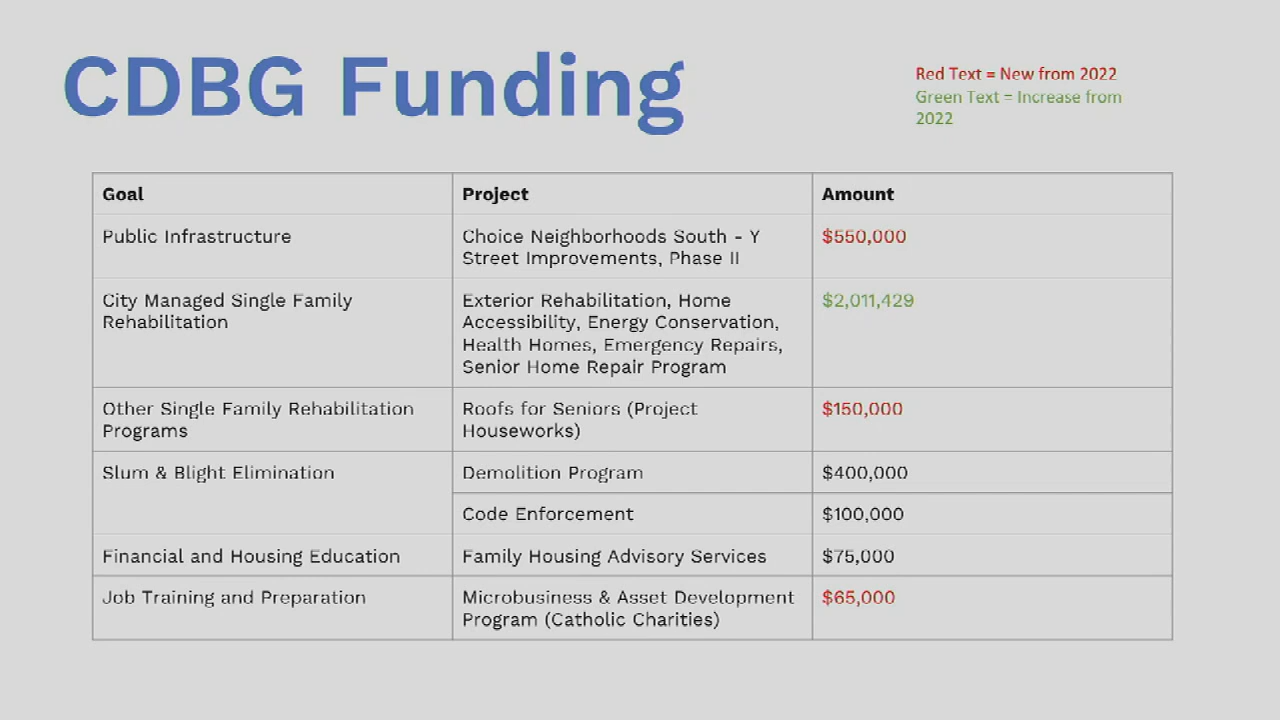 CDBG Funding
Red Text = New from 2022
Green Text = Increase from
2022
Goal
Project
Amount
Public Infrastructure
Choice Neighborhoods South - Y
Street Improvements, Phase II
$550,000
City Managed Single Family
Rehabilitation
Exterior Rehabilitation, Home
Accessibility, Energy Conservation,
Health Homes, Emergency Repairs,
Senior Home Repair Program
$2,011,429
Other Single Family Rehabilitation
Programs
Roofs for Seniors (Project
Houseworks)
$150,000
Slum & Blight Elimination
Demolition Program
$400,000
Code Enforcement
$100,000
Financial and Housing Education
Family Housing Advisory Services
$75,000
Job Training and Preparation
Microbusiness & Asset Development
Program (Catholic Charities)
$65,000